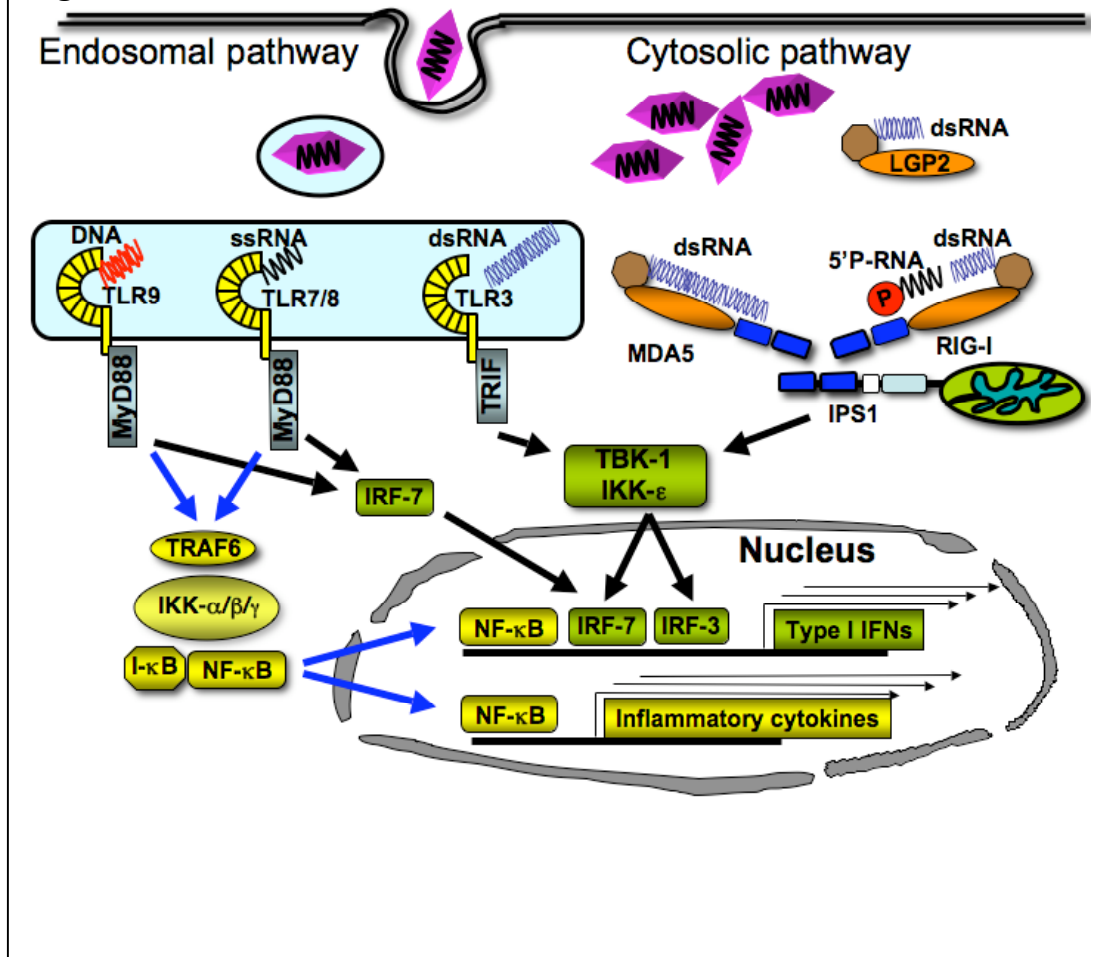 Endosomal pathway
Cytosolic pathway
dsRNA
LGP2
DNA
TLR9
ssRNA
TLR7/8
dsRNA
TLR3
dsRNA
MDA5
5'P-RNA
dsRNA
P
RIG-I
IPS1
MyD88
MyD88
TRIF
TBK-1
IKK-ε
IRF-7
TRAF6
IKK-α/β/γ
I-κB
NF-κB
Nucleus
NF-κB
IRF-7
IRF-3
Type I IFNs
NF-κB
Inflammatory cytokines